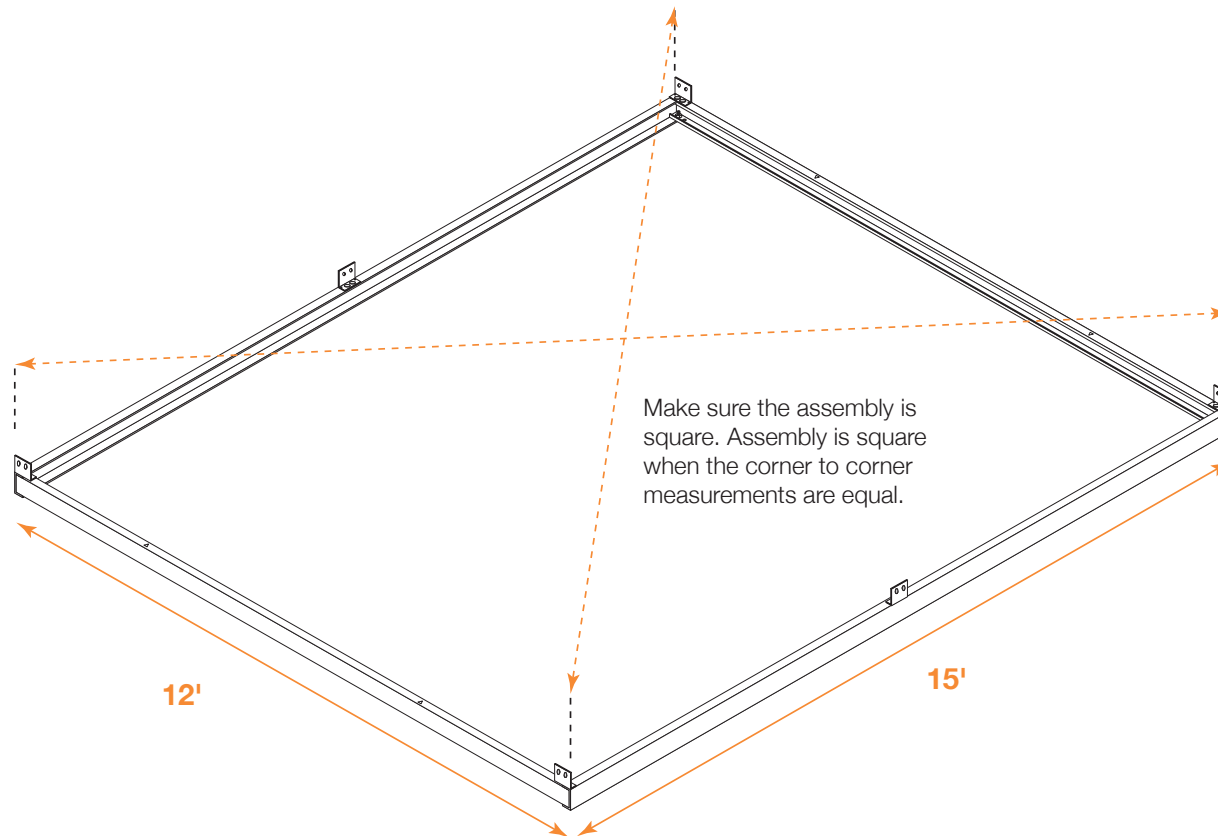 Make sure the assembly is
square. Assembly is square
when the corner to corner
measurements are equal.
12'
15'